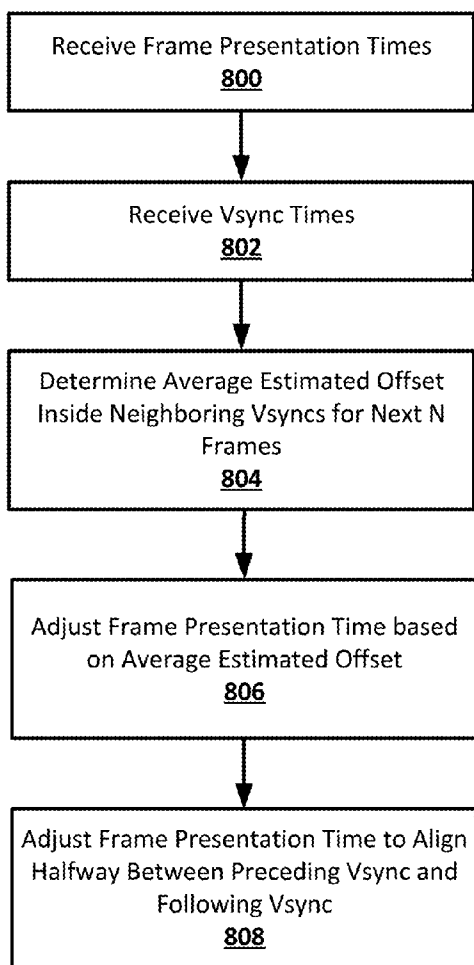 Receive Frame Presentation Times
800
Receive Vsync Times
802
Determine Average Estimated Offset
Inside Neighboring Vsyncs for Next N
Frames
804
Adjust Frame Presentation Time based
on Average Estimated Offset
806
Adjust Frame Presentation Time to Align
Halfway Between Preceding Vsync and
Following Vsync
808